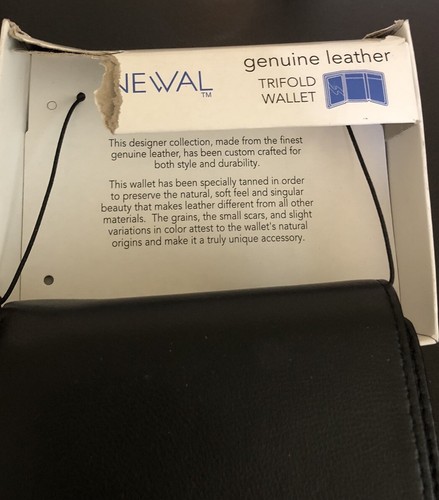 NEWAL
TM
genuine leather
TRIFOLD
WALLET
This designer collection, made from the finest
genuine leather, has been custom crafted for
both style and durability.
This wallet has been specially tanned in order
to preserve the natural, soft feel and singular
beauty that makes leather different from all other
materials. The grains, the small scars, and slight
variations in color attest to the wallet's natural
origins and make it a truly unique accessory.